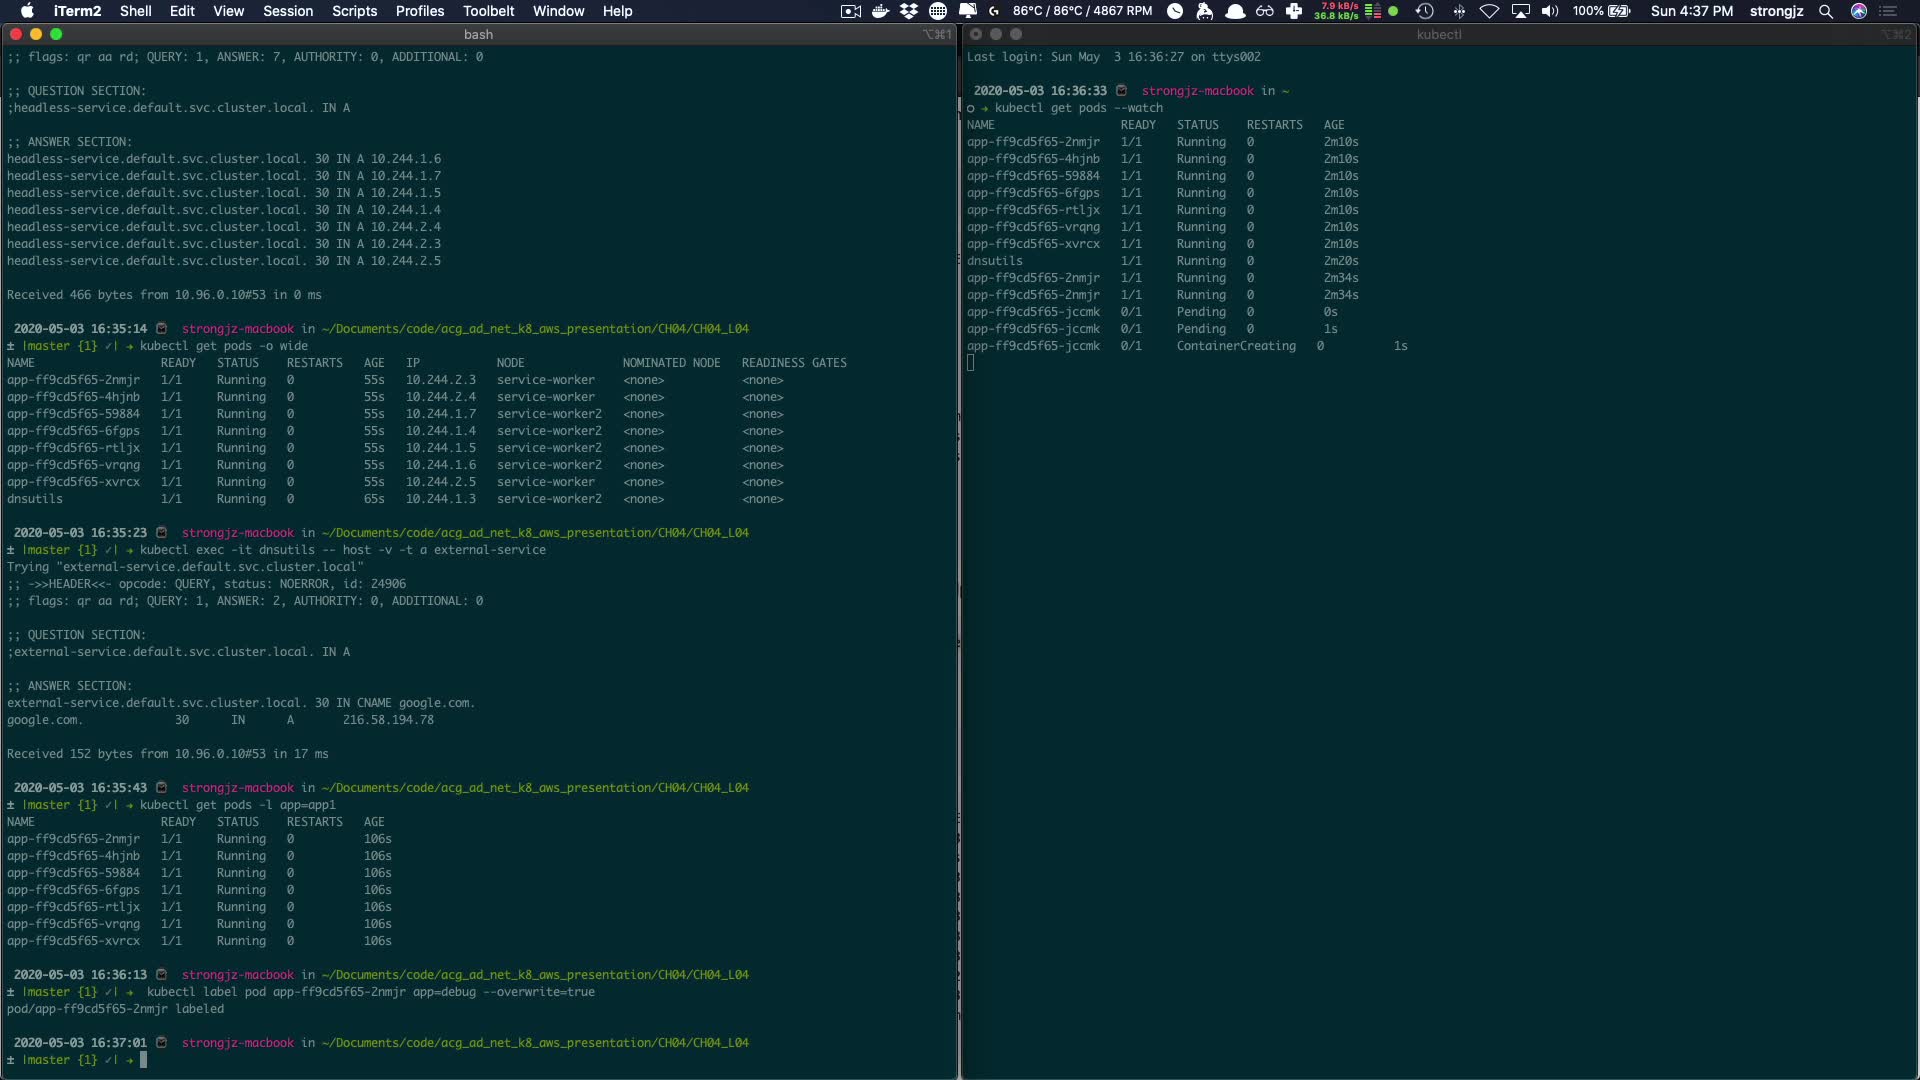 iTerm2 Shell Edit View Session Scripts Profiles Toolbelt Window Help 86°C / 86°C / 4867 RPM 7.9 kB/s 36.8 kB/s 100% Sun 4:37 PM strongjz
bash ⌥⌘1
;; flags: qr aa rd; QUERY: 1, ANSWER: 7, AUTHORITY: 0, ADDITIONAL: 0
;; QUESTION SECTION:
;headless-service.default.svc.cluster.local. IN A
;; ANSWER SECTION:
headless-service.default.svc.cluster.local. 30 IN A 10.244.1.6
headless-service.default.svc.cluster.local. 30 IN A 10.244.1.7
headless-service.default.svc.cluster.local. 30 IN A 10.244.1.5
headless-service.default.svc.cluster.local. 30 IN A 10.244.1.4
headless-service.default.svc.cluster.local. 30 IN A 10.244.2.4
headless-service.default.svc.cluster.local. 30 IN A 10.244.2.3
headless-service.default.svc.cluster.local. 30 IN A 10.244.2.5
Received 466 bytes from 10.96.0.10#53 in 0 ms
2020-05-03 16:35:14 strongjz-macbook in ~/Documents/code/acg_ad_net_k8_aws_presentation/CH04/CH04_L04
± |master {1} ✓| → kubectl get pods -o wide
NAME READY STATUS RESTARTS AGE IP NODE NOMINATED NODE READINESS GATES
app-ff9cd5f65-2nmjr 1/1 Running 0 55s 10.244.2.3 service-worker <none> <none>
app-ff9cd5f65-4hjnb 1/1 Running 0 55s 10.244.2.4 service-worker <none> <none>
app-ff9cd5f65-59884 1/1 Running 0 55s 10.244.1.7 service-worker2 <none> <none>
app-ff9cd5f65-6fgps 1/1 Running 0 55s 10.244.1.4 service-worker2 <none> <none>
app-ff9cd5f65-rtljx 1/1 Running 0 55s 10.244.1.5 service-worker2 <none> <none>
app-ff9cd5f65-vrqng 1/1 Running 0 55s 10.244.1.6 service-worker2 <none> <none>
app-ff9cd5f65-xvrcx 1/1 Running 0 55s 10.244.2.5 service-worker <none> <none>
dnsutils 1/1 Running 0 65s 10.244.1.3 service-worker2 <none> <none>
2020-05-03 16:35:23 strongjz-macbook in ~/Documents/code/acg_ad_net_k8_aws_presentation/CH04/CH04_L04
± |master {1} ✓| → kubectl exec -it dnsutils -- host -v -t a external-service
Trying "external-service.default.svc.cluster.local"
;; ->>HEADER<<- opcode: QUERY, status: NOERROR, id: 24906
;; flags: qr aa rd; QUERY: 1, ANSWER: 2, AUTHORITY: 0, ADDITIONAL: 0
;; QUESTION SECTION:
;external-service.default.svc.cluster.local. IN A
;; ANSWER SECTION:
external-service.default.svc.cluster.local. 30 IN CNAME google.com.
google.com. 30 IN A 216.58.194.78
Received 152 bytes from 10.96.0.10#53 in 17 ms
2020-05-03 16:35:43 strongjz-macbook in ~/Documents/code/acg_ad_net_k8_aws_presentation/CH04/CH04_L04
± |master {1} ✓| → kubectl get pods -l app=app1
NAME READY STATUS RESTARTS AGE
app-ff9cd5f65-2nmjr 1/1 Running 0 106s
app-ff9cd5f65-4hjnb 1/1 Running 0 106s
app-ff9cd5f65-59884 1/1 Running 0 106s
app-ff9cd5f65-6fgps 1/1 Running 0 106s
app-ff9cd5f65-rtljx 1/1 Running 0 106s
app-ff9cd5f65-vrqng 1/1 Running 0 106s
app-ff9cd5f65-xvrcx 1/1 Running 0 106s
2020-05-03 16:36:13 strongjz-macbook in ~/Documents/code/acg_ad_net_k8_aws_presentation/CH04/CH04_L04
± |master {1} ✓| → kubectl label pod app-ff9cd5f65-2nmjr app=debug --overwrite=true
pod/app-ff9cd5f65-2nmjr labeled
2020-05-03 16:37:01 strongjz-macbook in ~/Documents/code/acg_ad_net_k8_aws_presentation/CH04/CH04_L04
± |master {1} ✓| →
kubectl ⌥⌘2
Last login: Sun May  3 16:36:27 on ttys002
2020-05-03 16:36:33 strongjz-macbook in ~
○ → kubectl get pods --watch
NAME READY STATUS RESTARTS AGE
app-ff9cd5f65-2nmjr 1/1 Running 0 2m10s
app-ff9cd5f65-4hjnb 1/1 Running 0 2m10s
app-ff9cd5f65-59884 1/1 Running 0 2m10s
app-ff9cd5f65-6fgps 1/1 Running 0 2m10s
app-ff9cd5f65-rtljx 1/1 Running 0 2m10s
app-ff9cd5f65-vrqng 1/1 Running 0 2m10s
app-ff9cd5f65-xvrcx 1/1 Running 0 2m10s
dnsutils 1/1 Running 0 2m20s
app-ff9cd5f65-2nmjr 1/1 Running 0 2m34s
app-ff9cd5f65-2nmjr 1/1 Running 0 2m34s
app-ff9cd5f65-jccmk 0/1 Pending 0 0s
app-ff9cd5f65-jccmk 0/1 Pending 0 1s
app-ff9cd5f65-jccmk 0/1 ContainerCreating 0 1s